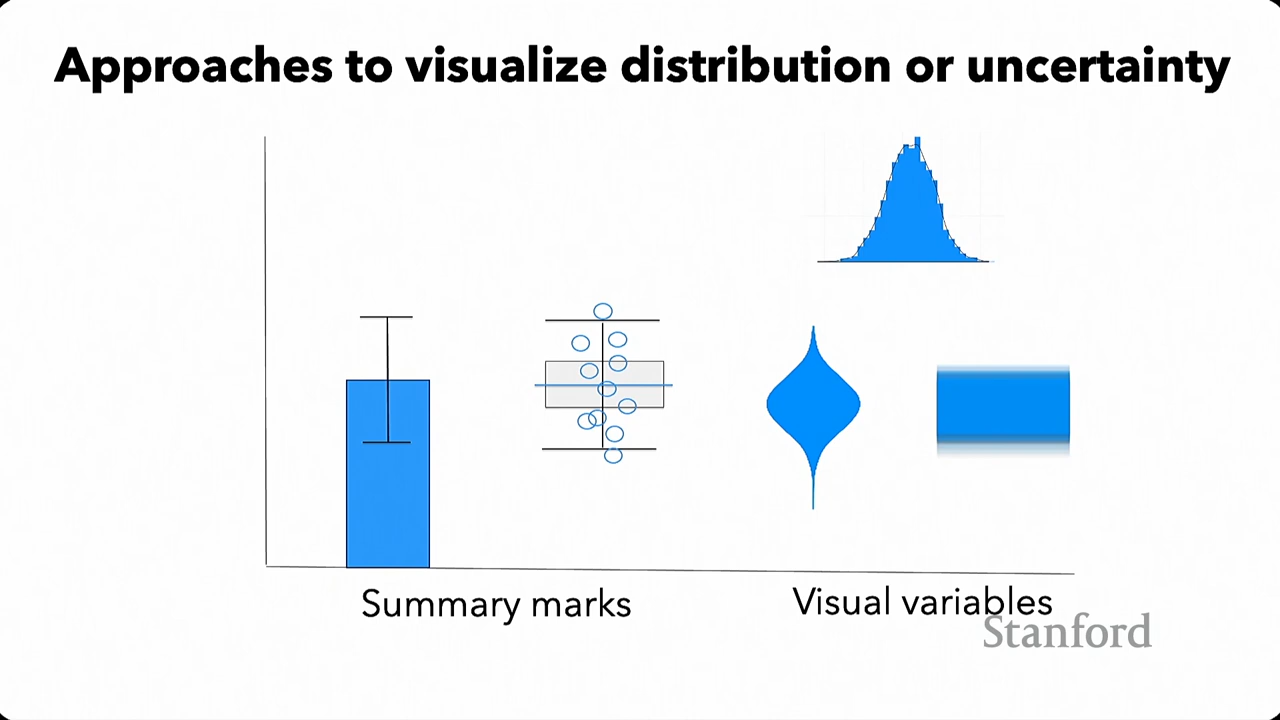 Approaches to visualize distribution or uncertainty
Summary marks
Visual variables
Stanford